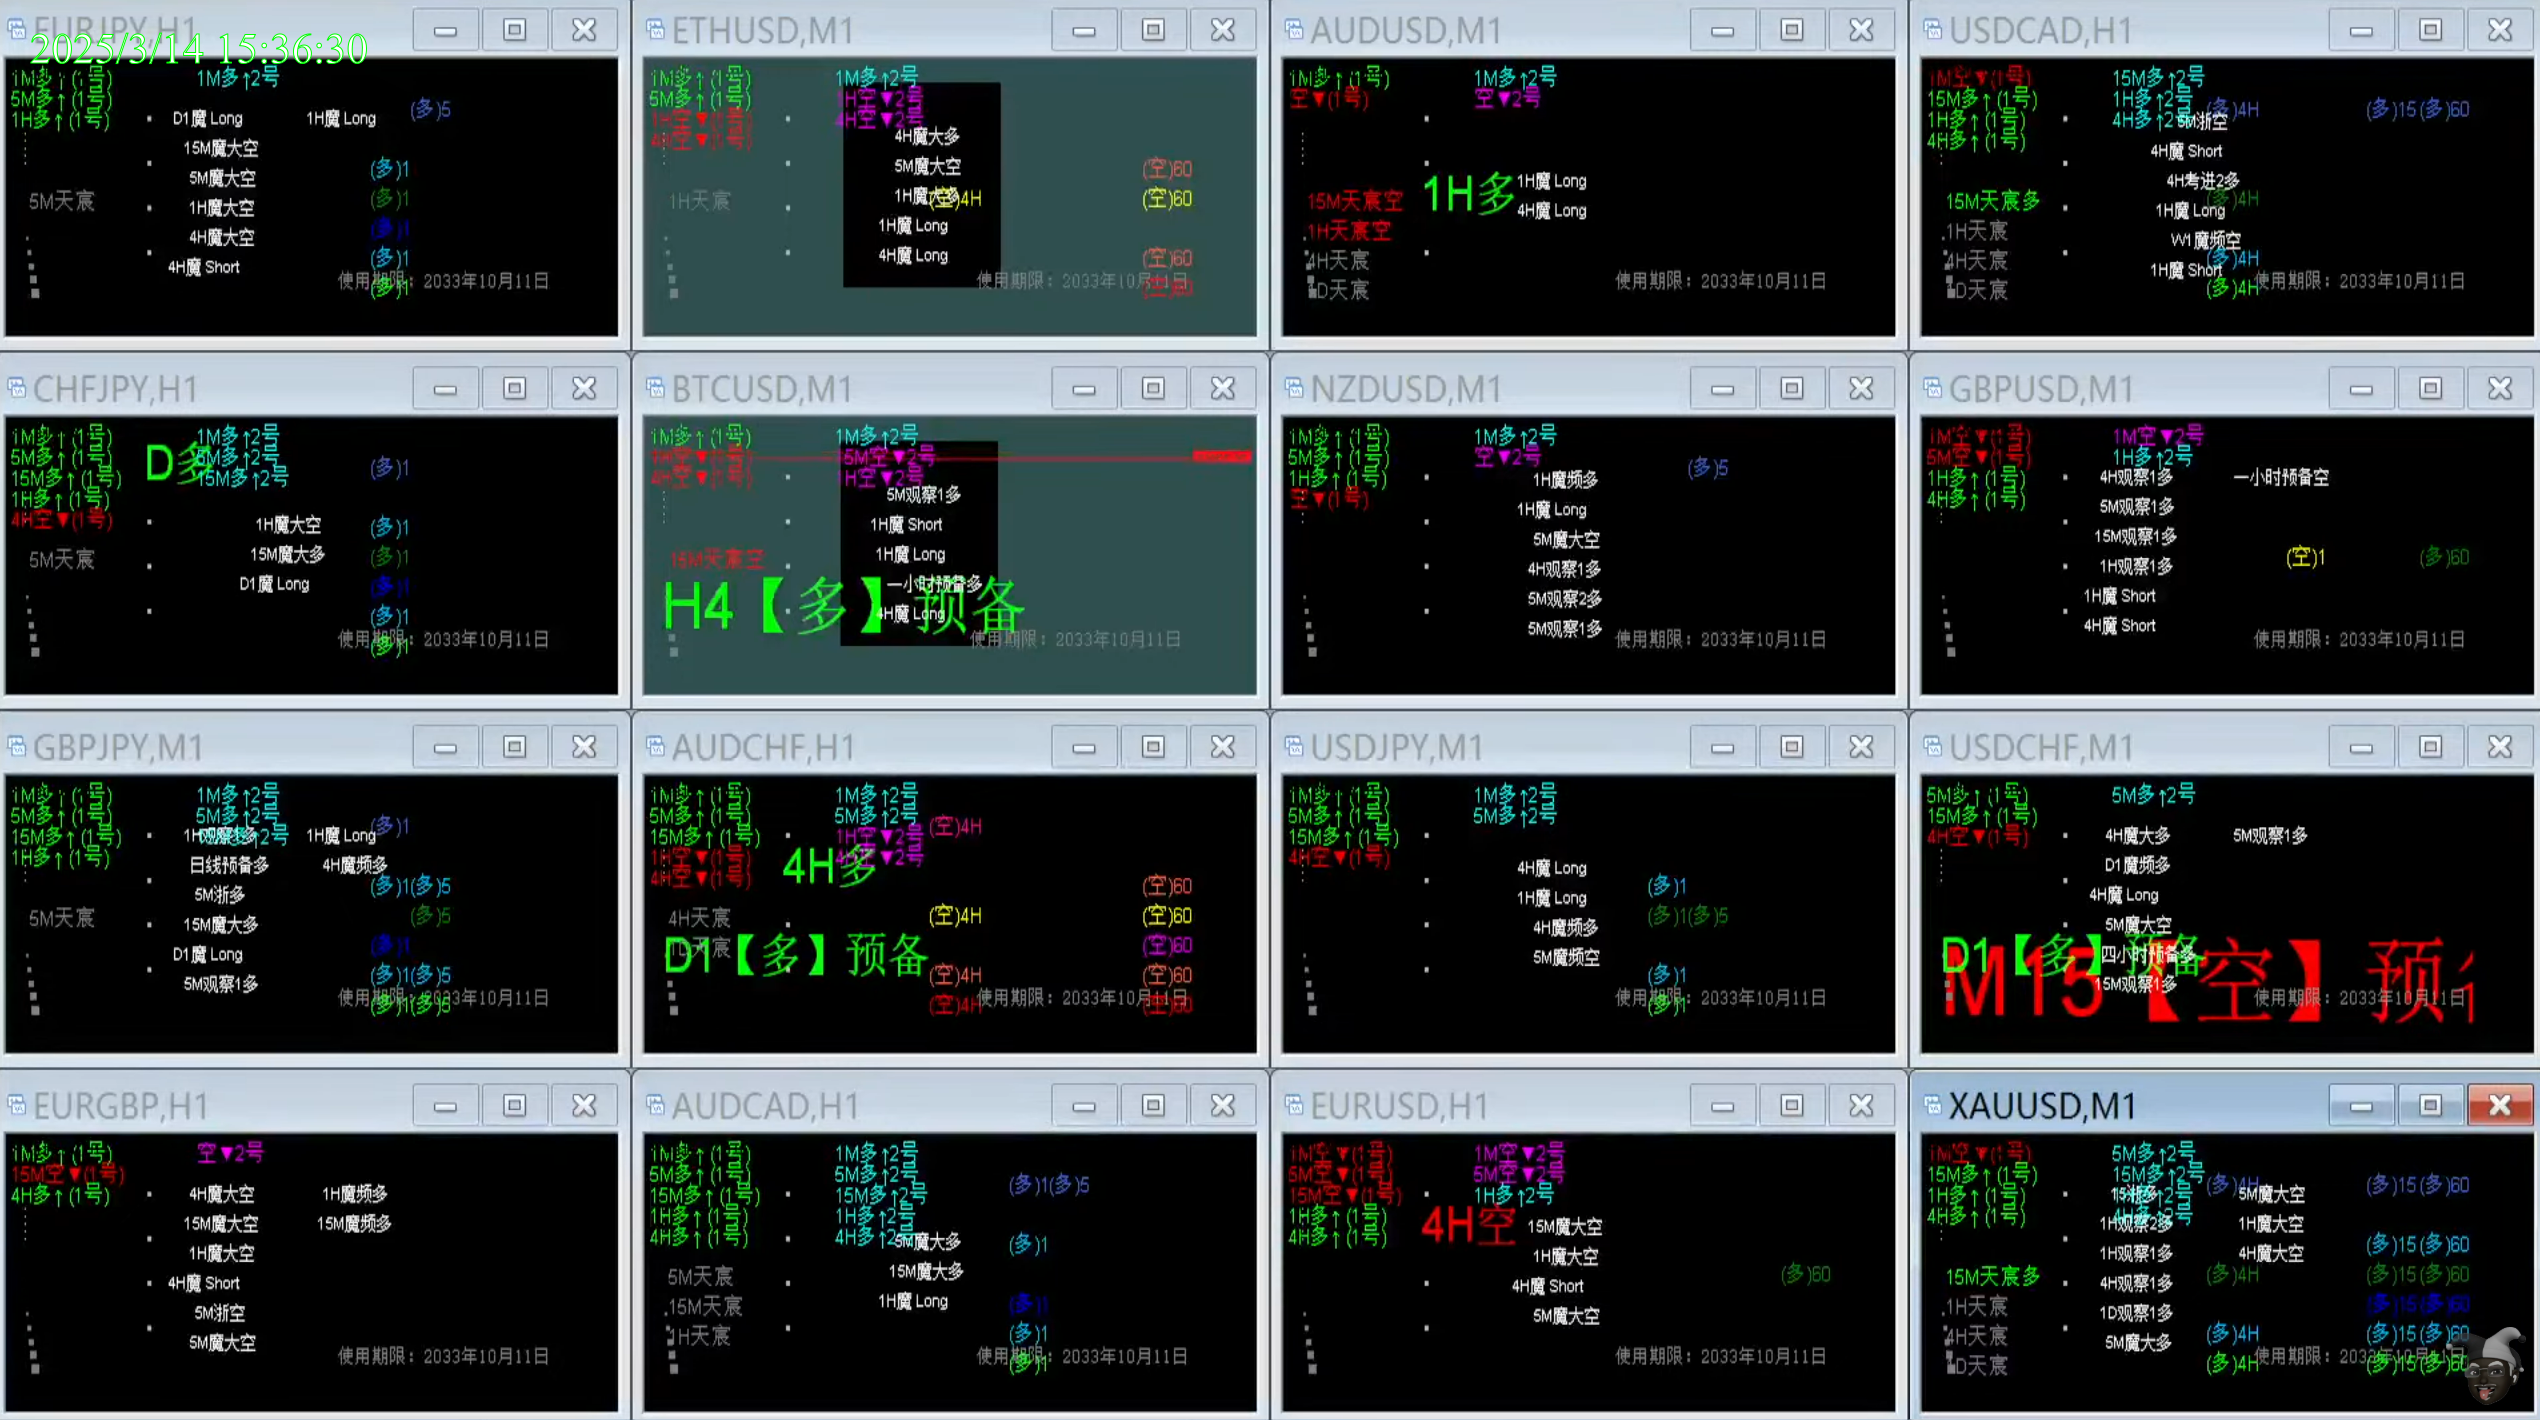 EURJPY,H1
2025/3/14 15:36:30
1M多↑(1号)
5M多↑(1号)
1H多↑(1号)
1M多↑2号
D1魔 Long
1H魔 Long
(多)5
15M魔大空
5M魔大空
(多)1
5M天宸
1H魔大空
(多)1
4H魔大空
(多)1
4H魔 Short
(多)1
(多)1
使用期限：2033年10月11日
ETHUSD,M1
1M多↑(1号)
5M多↑(1号)
1H空▼(1号)
4H空▼(1号)
1M多↑2号
1H空▼2号
4H空▼2号
4H魔大多
5M魔大空
(空)60
1H天宸
1H魔大多
(空)4H
(空)60
1H魔 Long
4H魔 Long
(空)60
(空)60
使用期限：2033年10月11日
AUDUSD,M1
1M多↑(1号)
空▼(1号)
1M多↑2号
空▼2号
15M天宸空
1H天宸空
4H天宸
D天宸
1H多
1H魔 Long
4H魔 Long
使用期限：2033年10月11日
USDCAD,H1
1M空▼(1号)
15M多↑(1号)
1H多↑(1号)
4H多↑(1号)
15M多↑2号
1H多↑2号
4H多↑2号
(多)4H
(多)15(多)60
5M浙空
4H魔 Short
4H考进2多
15M天宸多
(多)4H
1H魔 Long
1H天宸
W1魔频空
4H天宸
(多)4H
1H魔 Short
D天宸
(多)4H
使用期限：2033年10月11日
CHFJPY,H1
1M多↑(1号)
5M多↑(1号)
15M多↑(1号)
1H多↑(1号)
4H空▼(1号)
D多
1M多↑2号
5M多↑2号
15M多↑2号
(多)1
1H魔大空
(多)1
5M天宸
15M魔大多
(多)1
D1魔 Long
(多)1
(多)1
(多)1
使用期限：2033年10月11日
BTCUSD,M1
1M多↑(1号)
1H空▼(1号)
4H空▼(1号)
1M多↑2号
5M空▼2号
1H空▼2号
5M观察1多
1H魔 Short
15M天宸空
1H魔 Long
一小时预备多
H4【多】预备
4H魔 Long
使用期限：2033年10月11日
NZDUSD,M1
1M多↑(1号)
5M多↑(1号)
1H多↑(1号)
空▼(1号)
1M多↑2号
空▼2号
(多)5
1H魔频多
1H魔 Long
5M魔大空
4H观察1多
5M观察2多
5M观察1多
使用期限：2033年10月11日
GBPUSD,M1
1M空▼(1号)
5M空▼(1号)
1H多↑(1号)
4H多↑(1号)
1M空▼2号
1H多↑2号
4H观察1多
一小时预备空
5M观察1多
15M观察1多
(空)1
(多)60
1H观察1多
1H魔 Short
4H魔 Short
使用期限：2033年10月11日
GBPJPY,M1
1M多↑(1号)
5M多↑(1号)
15M多↑(1号)
1H多↑(1号)
1M多↑2号
5M多↑2号
1H魔 Long
(多)1
日线预备多
4H魔频多
5M浙多
(多)1(多)5
5M天宸
15M魔大多
(多)5
D1魔 Long
(多)1
5M观察1多
(多)1(多)5
(多)1(多)5
使用期限：2033年10月11日
AUDCHF,H1
1M多↑(1号)
5M多↑(1号)
15M多↑(1号)
1H空▼(1号)
4H空▼(1号)
1M多↑2号
5M多↑2号
1H空▼2号
4H空▼2号
(空)4H
4H多
(空)60
4H天宸
(空)4H
(空)60
D1【多】预备
(空)60
(空)4H
(空)60
(空)4H
(空)60
使用期限：2033年10月11日
USDJPY,M1
1M多↑(1号)
5M多↑(1号)
15M多↑(1号)
4H空▼(1号)
1M多↑2号
5M多↑2号
4H魔 Long
(多)1
1H魔 Long
(多)1(多)5
4H魔频多
5M魔频空
(多)1
(多)1
使用期限：2033年10月11日
USDCHF,M1
5M多↑(1号)
15M多↑(1号)
4H空▼(1号)
5M多↑2号
4H魔大多
5M观察1多
D1魔频多
4H魔 Long
5M魔大空
四小时预备多
D1【多】预备
15M观察1多
M15【空】预
使用期限：2033年10月11日
EURGBP,H1
1M多↑(1号)
15M空▼(1号)
4H多↑(1号)
空▼2号
4H魔大空
1H魔频多
15M魔大空
15M魔频多
1H魔大空
4H魔 Short
5M浙空
5M魔大空
使用期限：2033年10月11日
AUDCAD,H1
1M多↑(1号)
5M多↑(1号)
15M多↑(1号)
1H多↑(1号)
4H多↑(1号)
1M多↑2号
5M多↑2号
15M多↑2号
1H多↑2号
4H多↑2号
(多)1(多)5
5M魔大多
(多)1
5M天宸
15M魔大多
15M天宸
1H魔 Long
(多)1
1H天宸
(多)1
(多)1
使用期限：2033年10月11日
EURUSD,H1
1M空▼(1号)
5M空▼(1号)
15M空▼(1号)
1H多↑(1号)
4H多↑(1号)
1M空▼2号
5M空▼2号
1H多↑2号
4H空
15M魔大空
1H魔大空
(多)60
4H魔 Short
5M魔大空
使用期限：2033年10月11日
XAUUSD,M1
1M空▼(1号)
15M多↑(1号)
1H多↑(1号)
4H多↑(1号)
5M多↑2号
15M多↑2号
(多)4H
(多)15(多)60
5M魔大空
1H观察2多
1H魔大空
1H观察1多
4H魔大空
(多)15(多)60
15M天宸多
4H观察1多
(多)4H
(多)15(多)60
1H天宸
1D观察1多
(多)15(多)60
4H天宸
5M魔大多
(多)4H
(多)15(多)60
D天宸
(多)4H
(多)15(多)60
使用期限：2033年10月11日